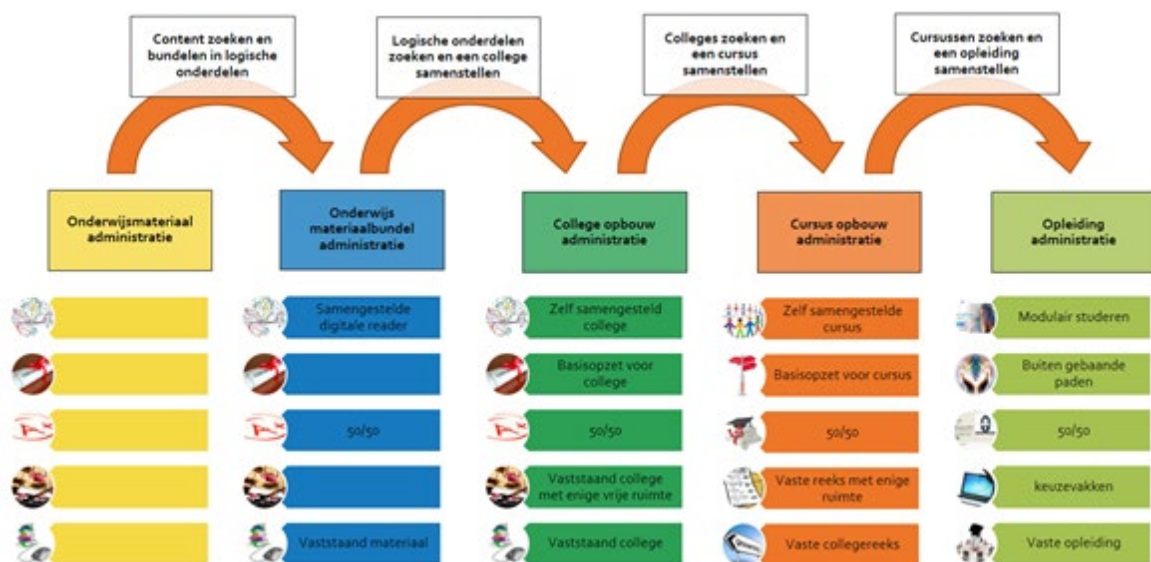 Content zoeken en
bundelen in logische
onderdelen
Logische onderdelen
zoeken en een college
samenstellen
Colleges zoeken en
een cursus
samenstellen
Cursussen zoeken en
een opleiding
samenstellen
Onderwijsmateriaal
administratie
Onderwijs
materiaalbundel
administratie
College opbouw
administratie
Cursus opbouw
administratie
Opleiding
administratie
Samengestelde
digitale reader
Zelf samengesteld
college
Zelf samengestelde
cursus
Modulair studeren
Basisopzet voor
college
Basisopzet voor cursus
Buiten gebaande
paden
50/50
50/50
50/50
50/50
Vaststaand college
met enige vrije ruimte
Vaste reeks met enige
ruimte
keuzevakken
Vaststaand materiaal
Vaststaand college
Vaste collegereeks
Vaste opleiding